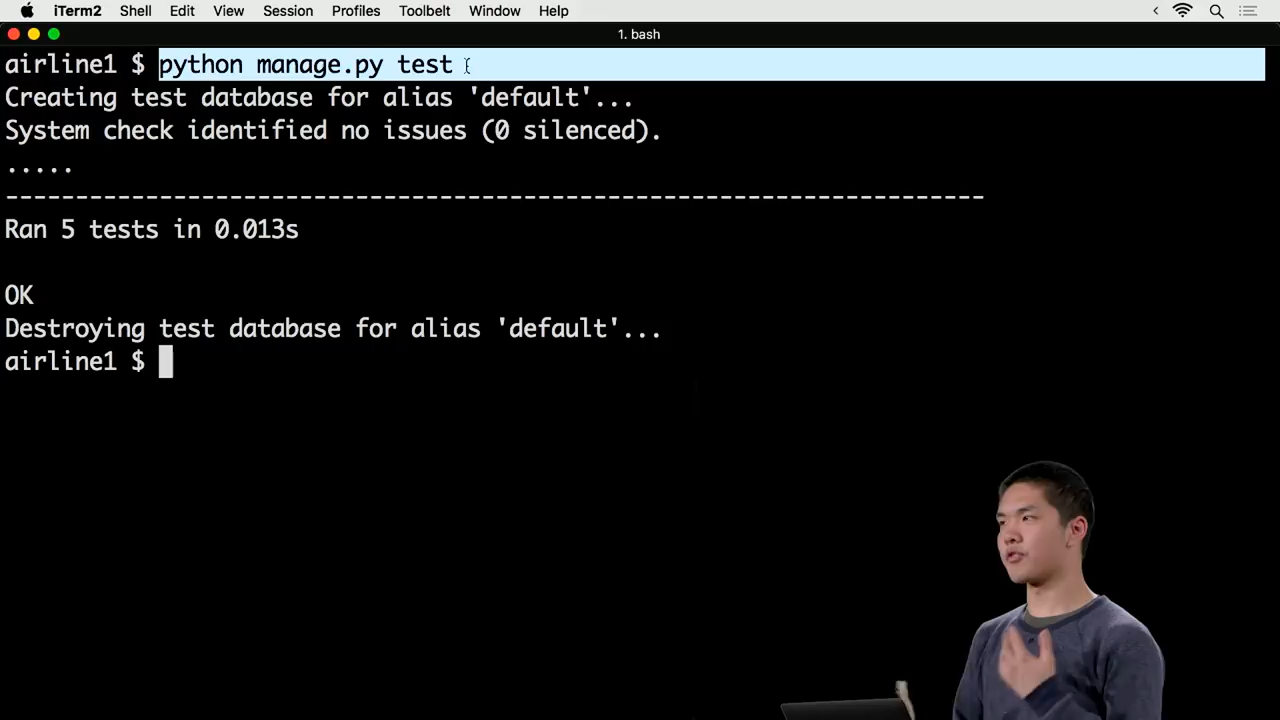 iTerm2 Shell Edit View Session Profiles Toolbelt Window Help
1. bash
airline1 $ python manage.py test
Creating test database for alias 'default'...
System check identified no issues (0 silenced).
.....
----------------------------------------------------------------------
Ran 5 tests in 0.013s
OK
Destroying test database for alias 'default'...
airline1 $